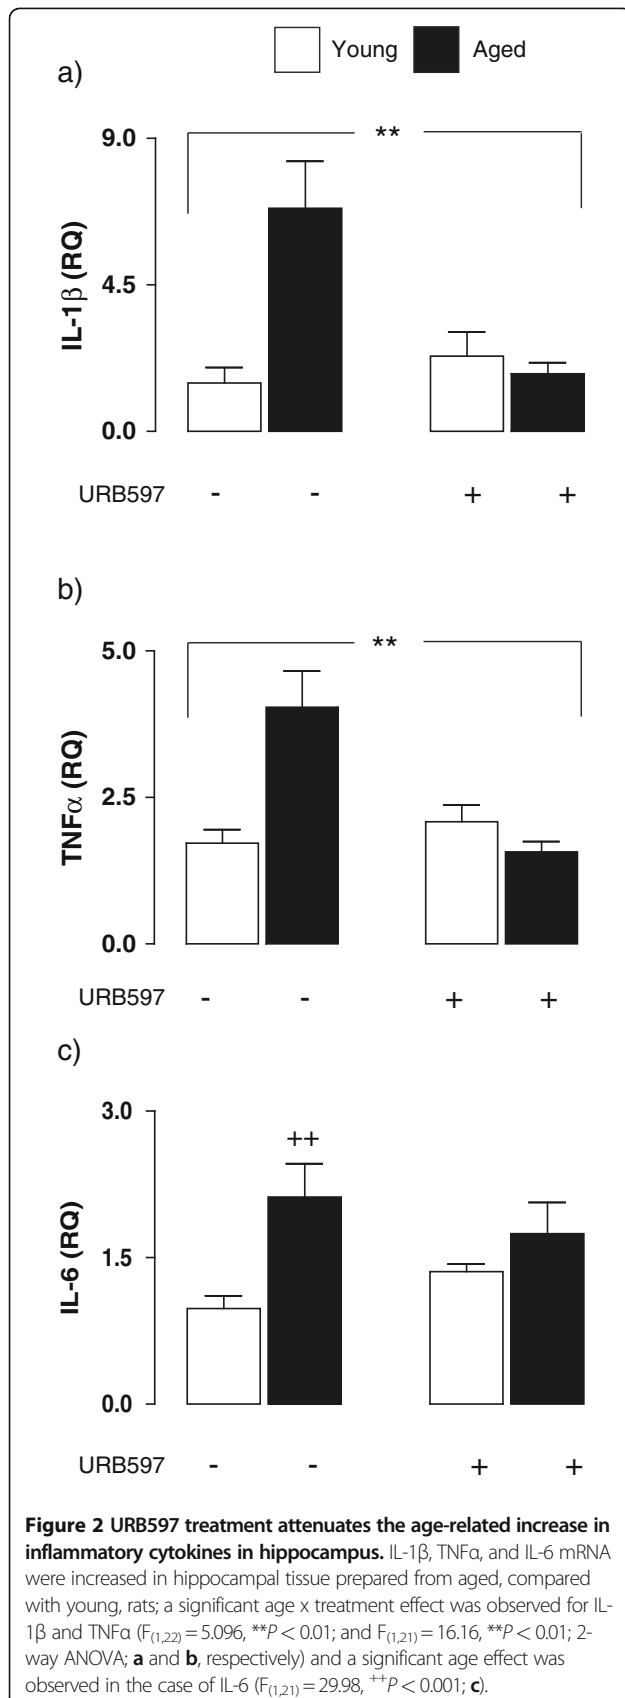 Young Aged
a)
**
9.0
4.5
0.0
IL-1β (RQ)
URB597 - - + +
b)
**
5.0
2.5
0.0
TNFα (RQ)
URB597 - - + +
c)
++
3.0
1.5
0.0
IL-6 (RQ)
URB597 - - + +
Figure 2 URB597 treatment attenuates the age-related increase in
inflammatory cytokines in hippocampus. IL-1β, TNFα, and IL-6 mRNA
were increased in hippocampal tissue prepared from aged, compared
with young, rats; a significant age x treatment effect was observed for IL-
1β and TNFα (F(1,22) = 5.096, **P < 0.01; and F(1,21) = 16.16, **P < 0.01; 2-
way ANOVA; a and b, respectively) and a significant age effect was
observed in the case of IL-6 (F(1,21) = 29.98, ++P < 0.001; c).